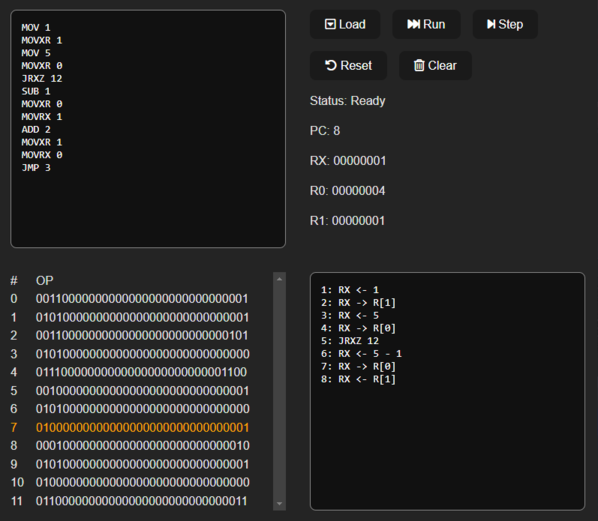 MOV 1
MOVXR 1
MOV 5
MOVXR 0
JRXZ 12
SUB 1
MOVXR 0
MOVRX 1
ADD 2
MOVXR 1
MOVRX 0
JMP 3
Load
Run
Step
Reset
Clear
Status: Ready
PC: 8
RX: 00000001
R0: 00000004
R1: 00000001
# OP
0 00110000000000000000000000000001
1 01010000000000000000000000000001
2 00110000000000000000000000000101
3 01010000000000000000000000000000
4 01110000000000000000000000001100
5 00100000000000000000000000000001
6 01010000000000000000000000000000
7 01000000000000000000000000000001
8 00010000000000000000000000000010
9 01010000000000000000000000000001
10 01000000000000000000000000000000
11 01100000000000000000000000000011
1: RX <- 1
2: RX -> R[1]
3: RX <- 5
4: RX -> R[0]
5: JRXZ 12
6: RX <- 5 - 1
7: RX -> R[0]
8: RX <- R[1]